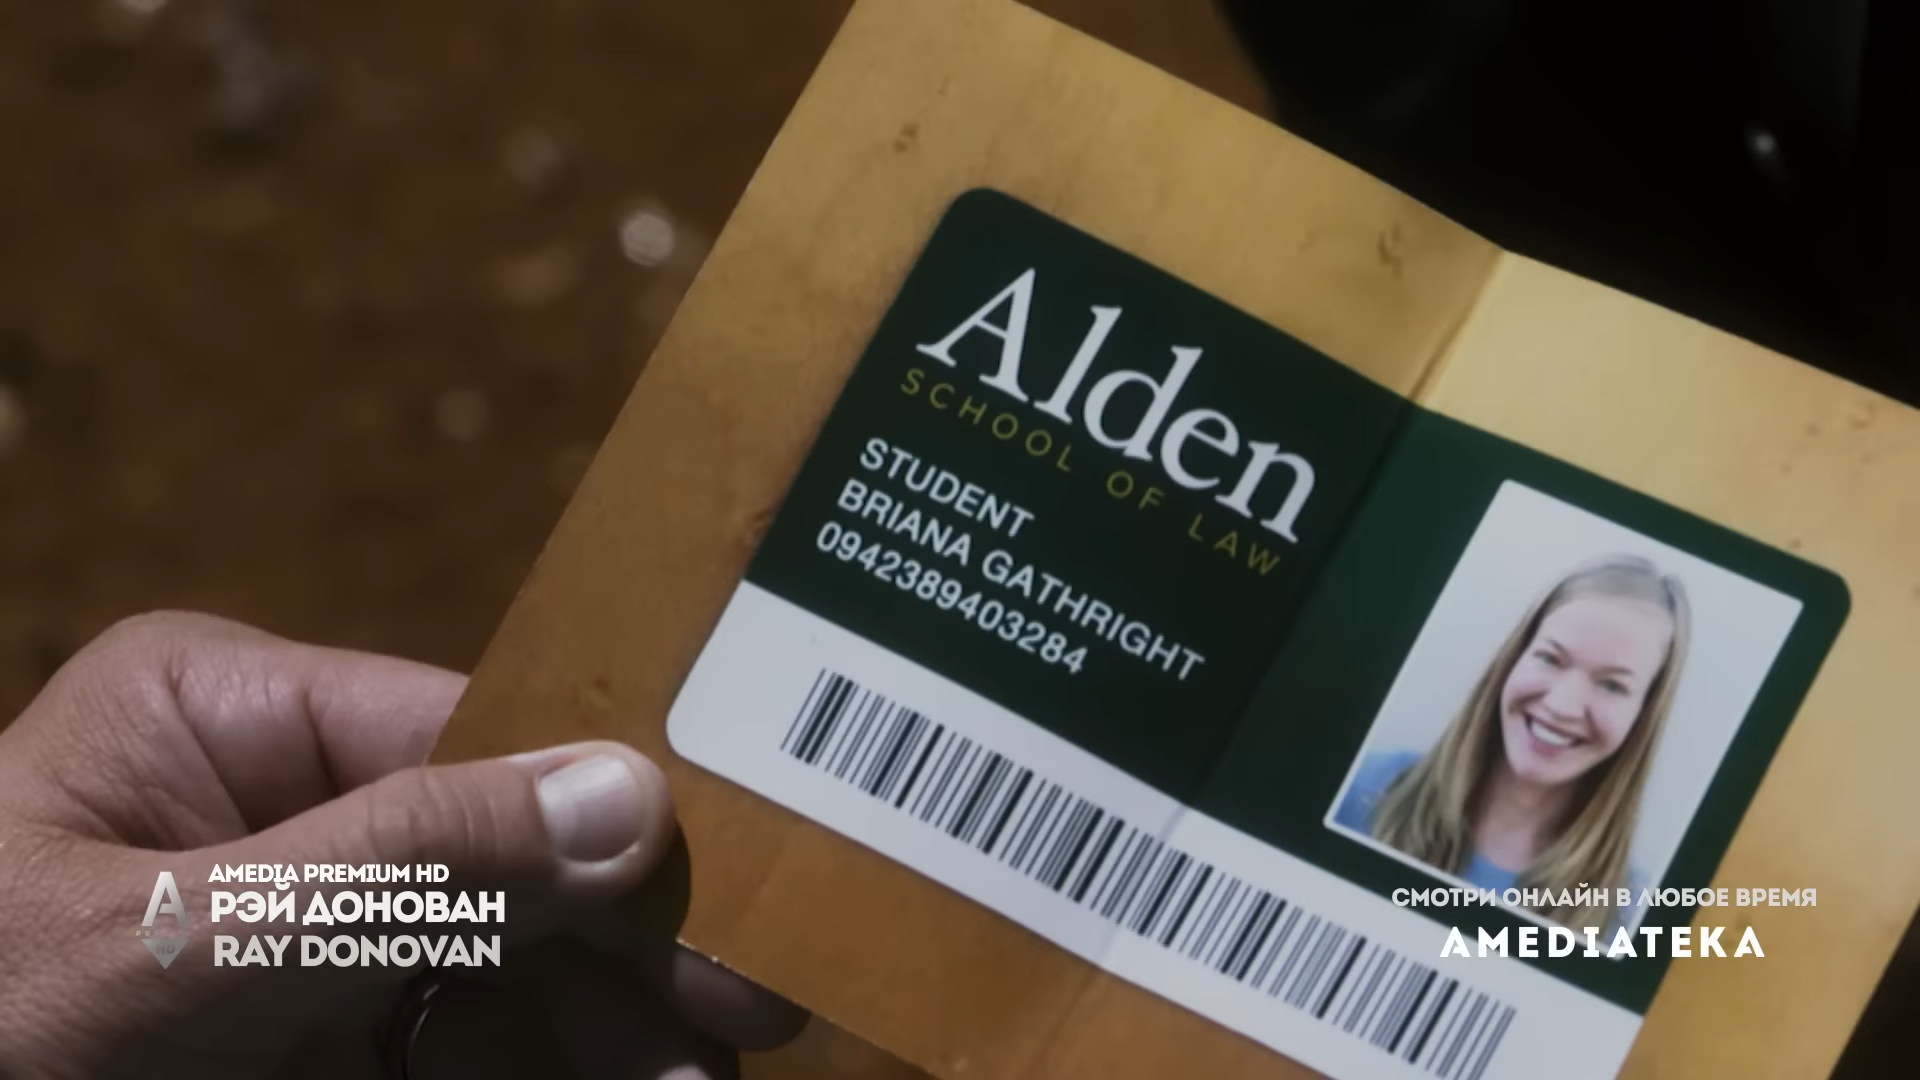 Alden
SCHOOL OF LAW
STUDENT
BRIANA GATHRIGHT
0942389403284
AMEDIA PREMIUM HD
РЭЙ ДОНОВАН
RAY DONOVAN
СМОТРИ ОНЛАЙН В ЛЮБОЕ ВРЕМЯ
AMEDIATEKA